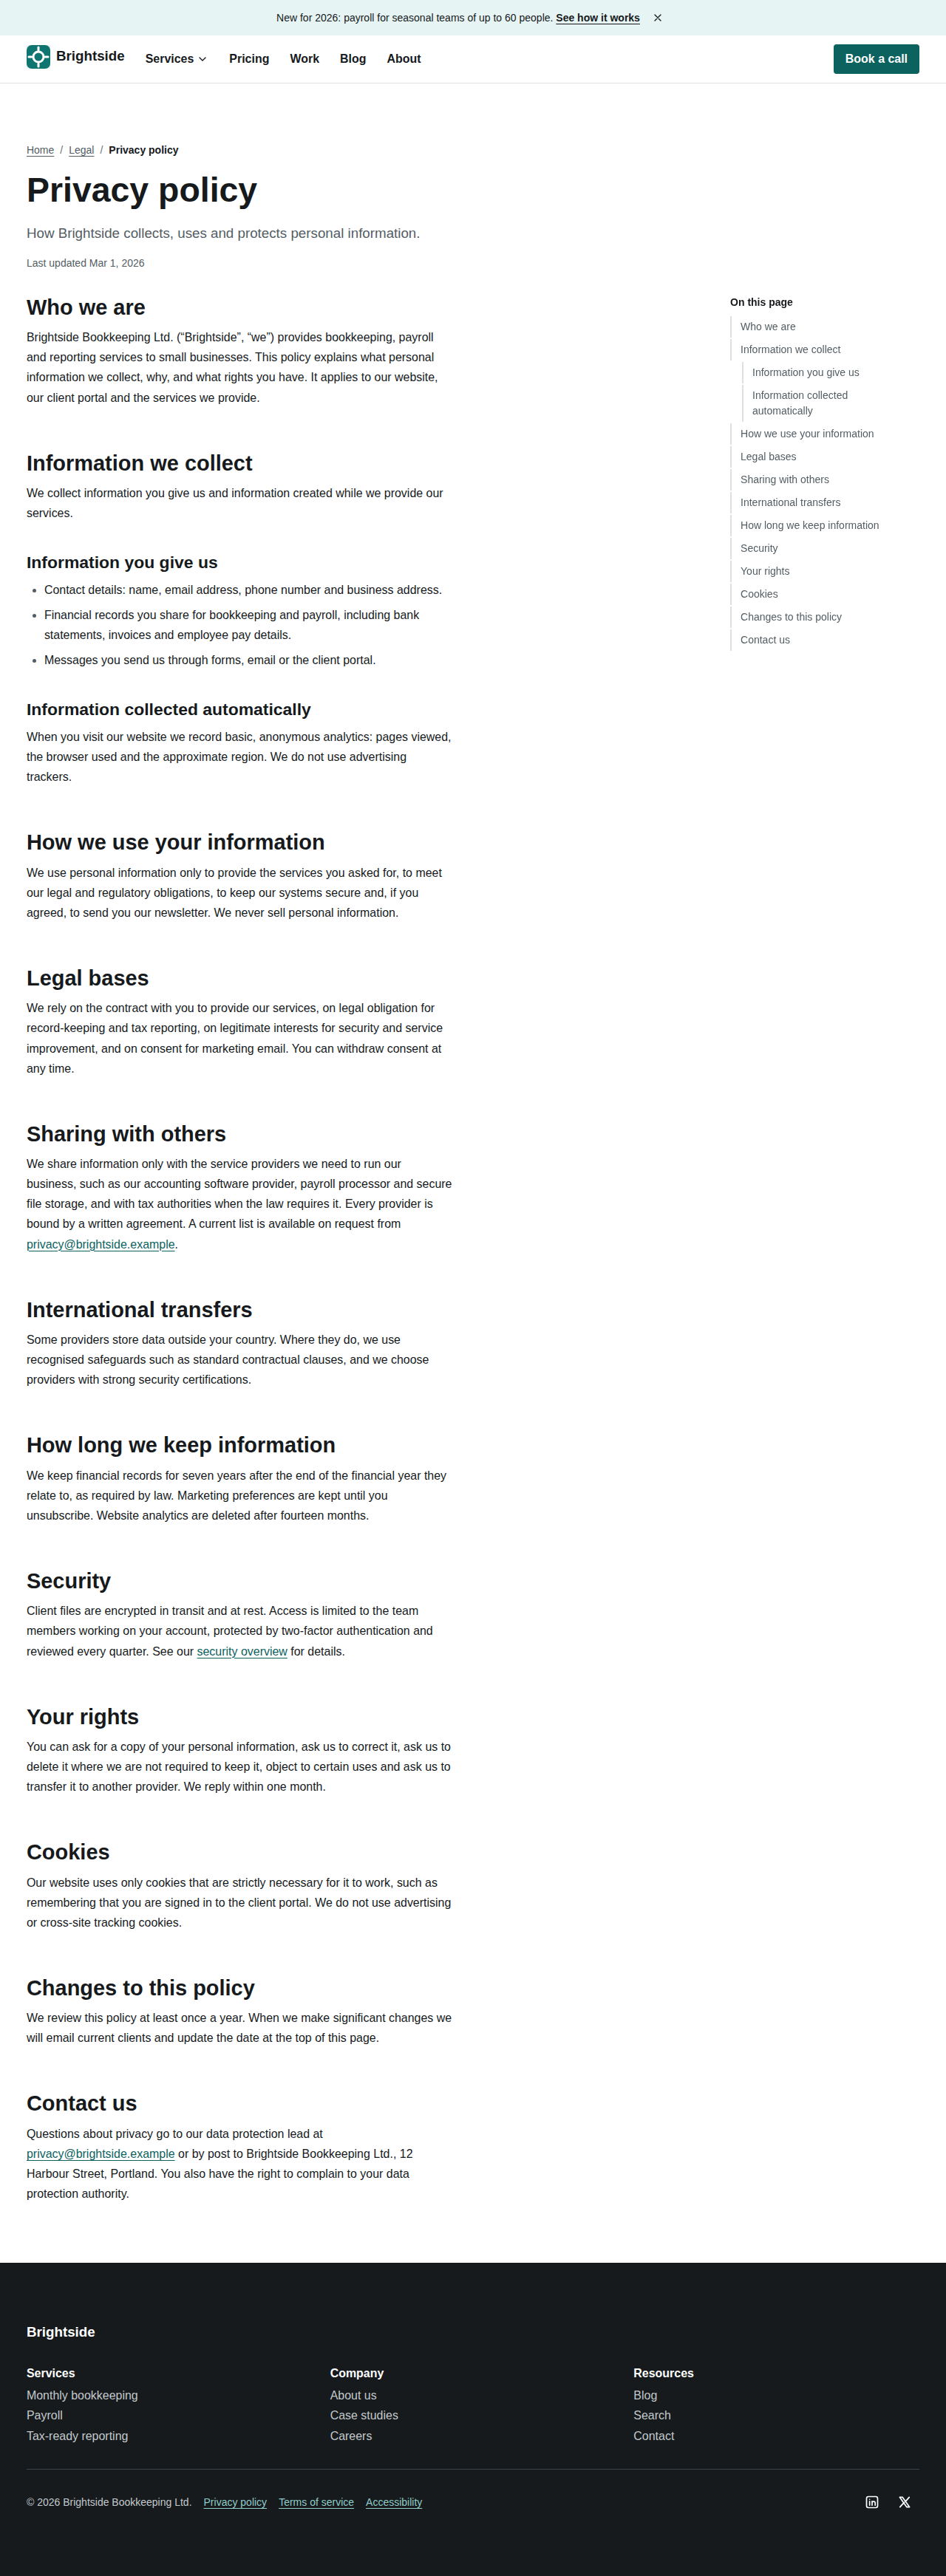 New for 2026: payroll for seasonal teams of up to 60 people. See how it works
Brightside Services Pricing Work Blog About Book a call
Home / Legal / Privacy policy
Privacy policy
How Brightside collects, uses and protects personal information.
Last updated Mar 1, 2026
Who we are
Brightside Bookkeeping Ltd. (“Brightside”, “we”) provides bookkeeping, payroll
and reporting services to small businesses. This policy explains what personal
information we collect, why, and what rights you have. It applies to our website,
our client portal and the services we provide.
Information we collect
We collect information you give us and information created while we provide our
services.
Information you give us
• Contact details: name, email address, phone number and business address.
• Financial records you share for bookkeeping and payroll, including bank
statements, invoices and employee pay details.
• Messages you send us through forms, email or the client portal.
Information collected automatically
When you visit our website we record basic, anonymous analytics: pages viewed,
the browser used and the approximate region. We do not use advertising
trackers.
How we use your information
We use personal information only to provide the services you asked for, to meet
our legal and regulatory obligations, to keep our systems secure and, if you
agreed, to send you our newsletter. We never sell personal information.
Legal bases
We rely on the contract with you to provide our services, on legal obligation for
record-keeping and tax reporting, on legitimate interests for security and service
improvement, and on consent for marketing email. You can withdraw consent at
any time.
Sharing with others
We share information only with the service providers we need to run our
business, such as our accounting software provider, payroll processor and secure
file storage, and with tax authorities when the law requires it. Every provider is
bound by a written agreement. A current list is available on request from
privacy@brightside.example.
International transfers
Some providers store data outside your country. Where they do, we use
recognised safeguards such as standard contractual clauses, and we choose
providers with strong security certifications.
How long we keep information
We keep financial records for seven years after the end of the financial year they
relate to, as required by law. Marketing preferences are kept until you
unsubscribe. Website analytics are deleted after fourteen months.
Security
Client files are encrypted in transit and at rest. Access is limited to the team
members working on your account, protected by two-factor authentication and
reviewed every quarter. See our security overview for details.
Your rights
You can ask for a copy of your personal information, ask us to correct it, ask us to
delete it where we are not required to keep it, object to certain uses and ask us to
transfer it to another provider. We reply within one month.
Cookies
Our website uses only cookies that are strictly necessary for it to work, such as
remembering that you are signed in to the client portal. We do not use advertising
or cross-site tracking cookies.
Changes to this policy
We review this policy at least once a year. When we make significant changes we
will email current clients and update the date at the top of this page.
Contact us
Questions about privacy go to our data protection lead at
privacy@brightside.example or by post to Brightside Bookkeeping Ltd., 12
Harbour Street, Portland. You also have the right to complain to your data
protection authority.
On this page
Who we are
Information we collect
Information you give us
Information collected
automatically
How we use your information
Legal bases
Sharing with others
International transfers
How long we keep information
Security
Your rights
Cookies
Changes to this policy
Contact us
Brightside
Services
Monthly bookkeeping
Payroll
Tax-ready reporting
Company
About us
Case studies
Careers
Resources
Blog
Search
Contact
© 2026 Brightside Bookkeeping Ltd. Privacy policy Terms of service Accessibility